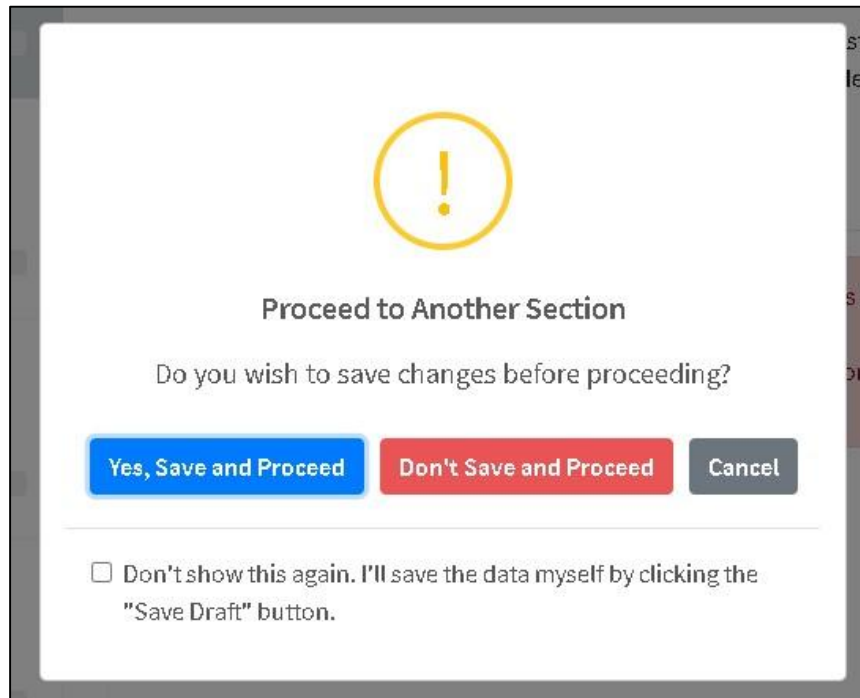 !
Proceed to Another Section
Do you wish to save changes before proceeding?
Yes, Save and Proceed
Don't Save and Proceed
Cancel
Don't show this again. I'll save the data myself by clicking the
"Save Draft" button.